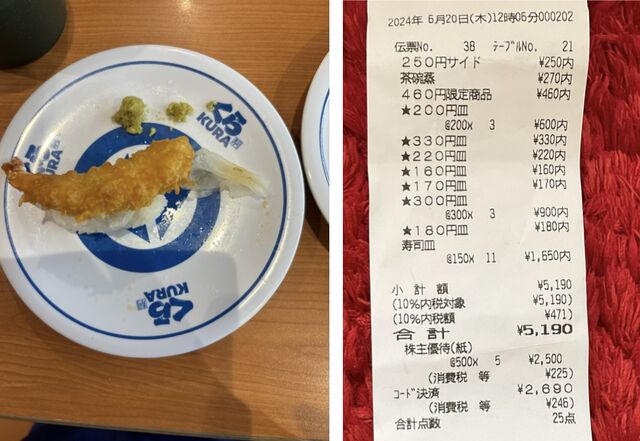 くら
KURA
くら
KURA
くら
KURA
2024年 6月20日(木)12時06分000202
伝票No. 38 テーブルNo. 21
250円サイド ¥250内
茶碗蒸 ¥270内
460円限定商品 ¥460内
★200円皿
@200x 3 ¥600内
★330円皿 ¥330内
★220円皿 ¥220内
★160円皿 ¥160内
★170円皿 ¥170内
★300円皿
@300x 3 ¥900内
★180円皿 ¥180内
寿司皿
@150x 11 ¥1,650内
小 計 額 ¥5,190
(10%内税対象 ¥5,190)
(10%内税額 ¥471)
合 計 ¥5,190
株主優待(紙)
@500x 5 ¥2,500
(消費税 等 ¥225)
コード決済 ¥2,690
(消費税 等 ¥246)
合計点数 25点